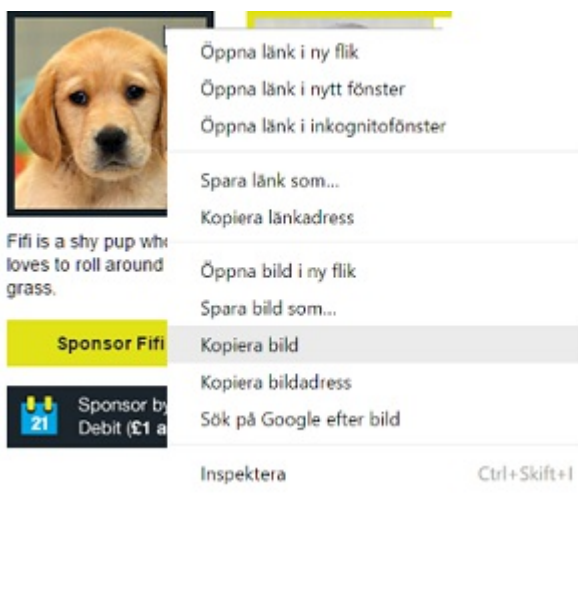 Fifi is a shy pup
loves to roll around
grass.
Sponsor Fifi
21
Sponsor
Debit (£1
Öppna länk i ny flik
Öppna länk i nytt fönster
Öppna länk i inkognitofönster
Spara länk som...
Kopiera länkadress
Öppna bild i ny flik
Spara bild som...
Kopiera bild
Kopiera bildadress
Sök på Google efter bild
Inspektera Ctrl+Skift+I